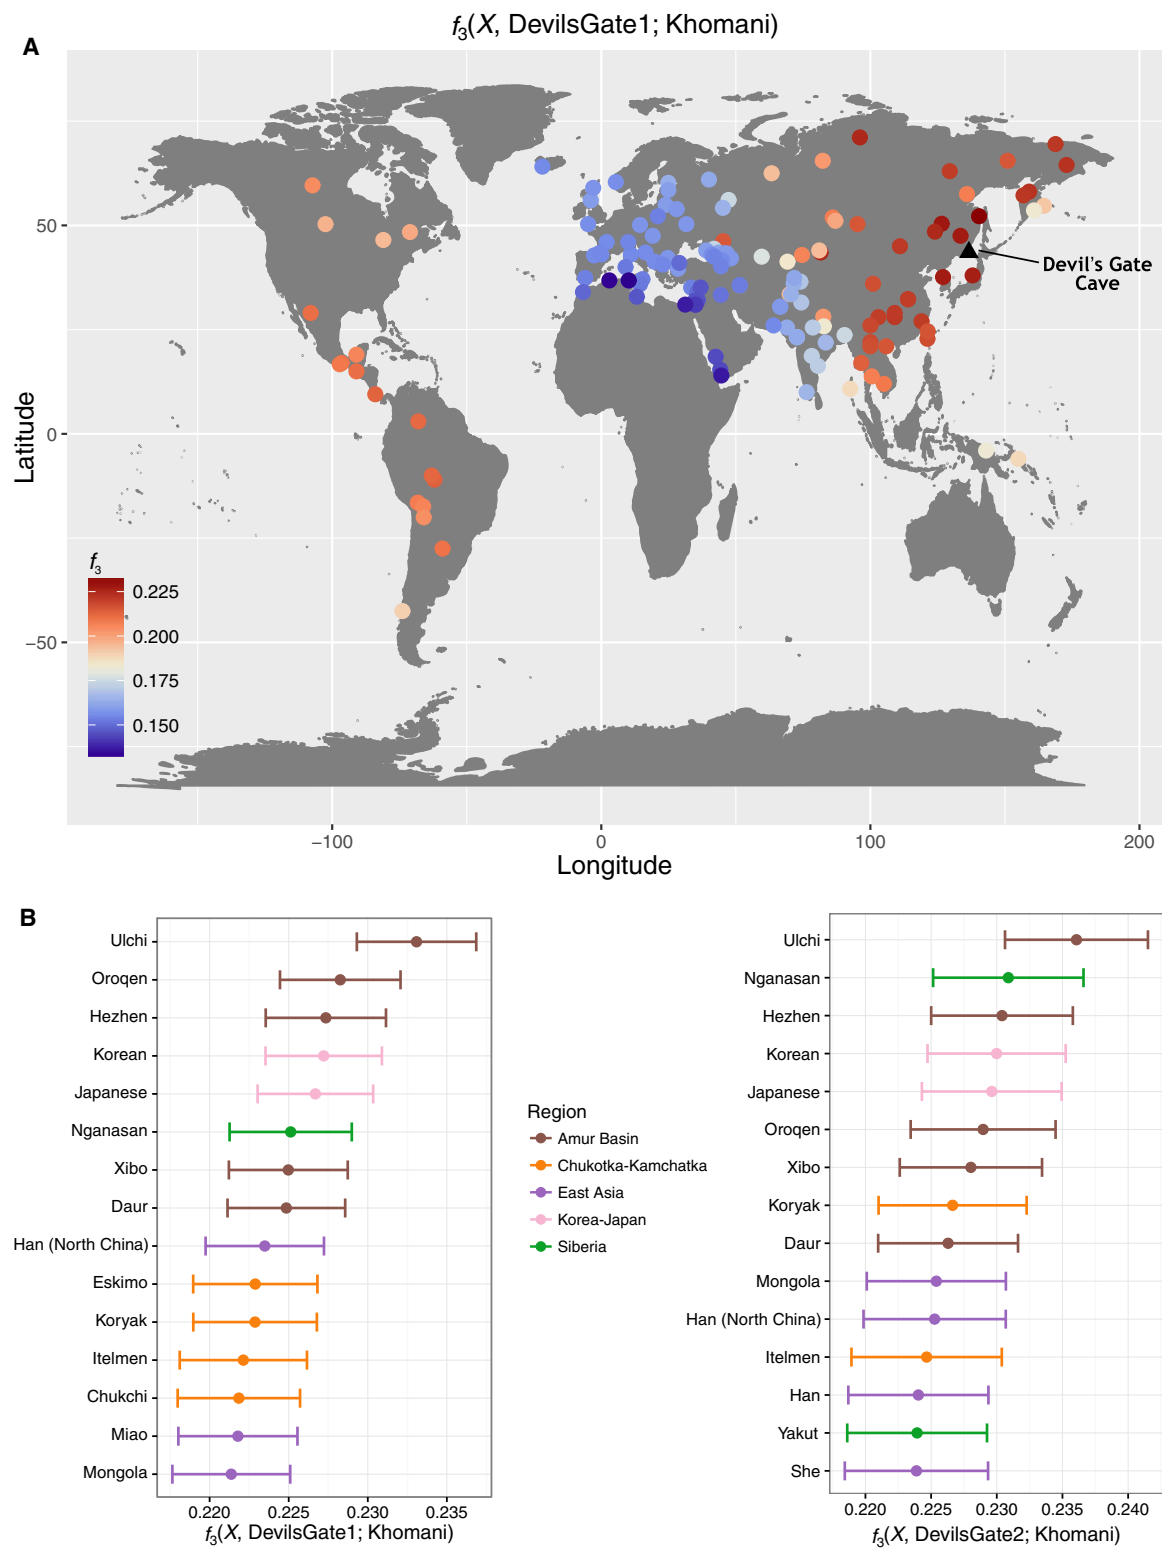 f3(X, DevilsGate1; Khomani)
A
Latitude
50
0
−50
Devil's Gate
Cave
f3
0.225
0.200
0.175
0.150
−100
0
100
200
Longitude
B
Ulchi
Oroqen
Hezhen
Korean
Japanese
Nganasan
Xibo
Daur
Han (North China)
Eskimo
Koryak
Itelmen
Chukchi
Miao
Mongola
0.220
0.225
0.230
0.235
f3(X, DevilsGate1; Khomani)
Region
Amur Basin
Chukotka-Kamchatka
East Asia
Korea-Japan
Siberia
Ulchi
Nganasan
Hezhen
Korean
Japanese
Oroqen
Xibo
Koryak
Daur
Mongola
Han (North China)
Itelmen
Han
Yakut
She
0.220
0.225
0.230
0.235
0.240
f3(X, DevilsGate2; Khomani)